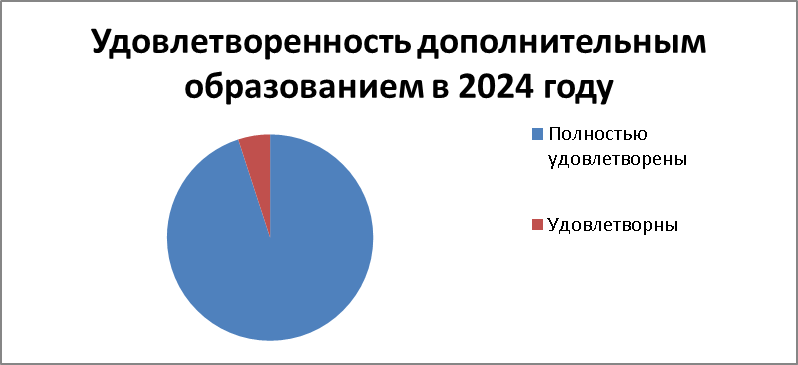 Удовлетворенность дополнительным
образованием в 2024 году
Полностью
удовлетворены
Удовлетворны